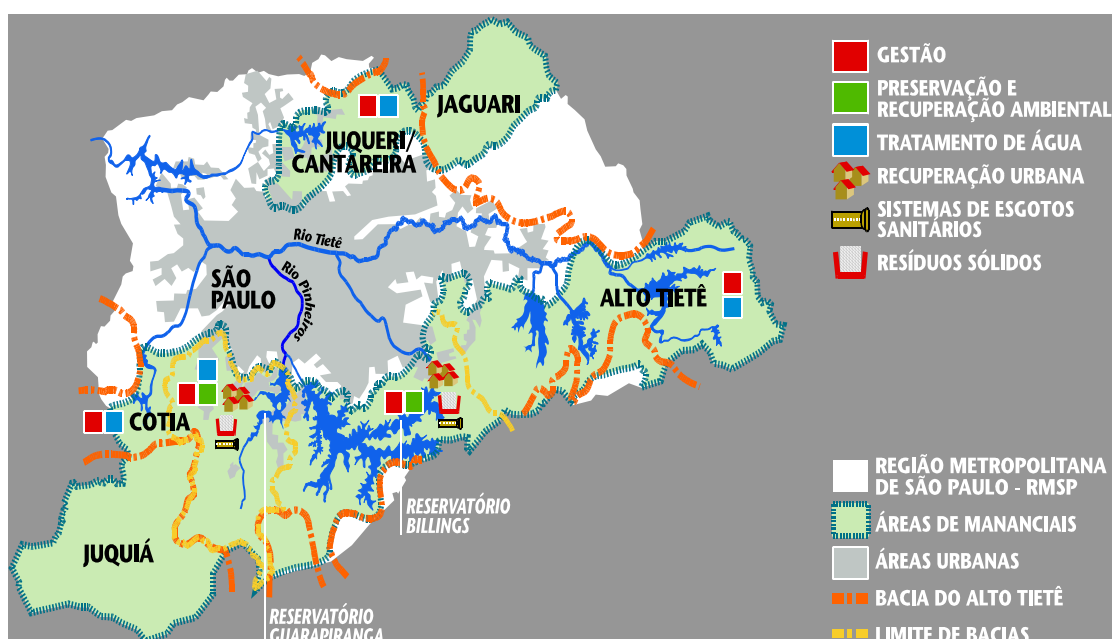 JAGUARI
JUQUERI/
CANTAREIRA
Rio Tietê
SÃO
PAULO
Rio Pinheiros
ALTO TIETÊ
COTIA
JUQUIÁ
RESERVATÓRIO
BILLINGS
RESERVATÓRIO
GUARAPIRANGA
GESTÃO
PRESERVAÇÃO E
RECUPERAÇÃO AMBIENTAL
TRATAMENTO DE ÁGUA
RECUPERAÇÃO URBANA
SISTEMAS DE ESGOTOS
SANITÁRIOS
RESÍDUOS SÓLIDOS
REGIÃO METROPOLITANA
DE SÃO PAULO - RMSP
ÁREAS DE MANANCIAIS
ÁREAS URBANAS
BACIA DO ALTO TIETÊ
LIMITE DE BACIAS